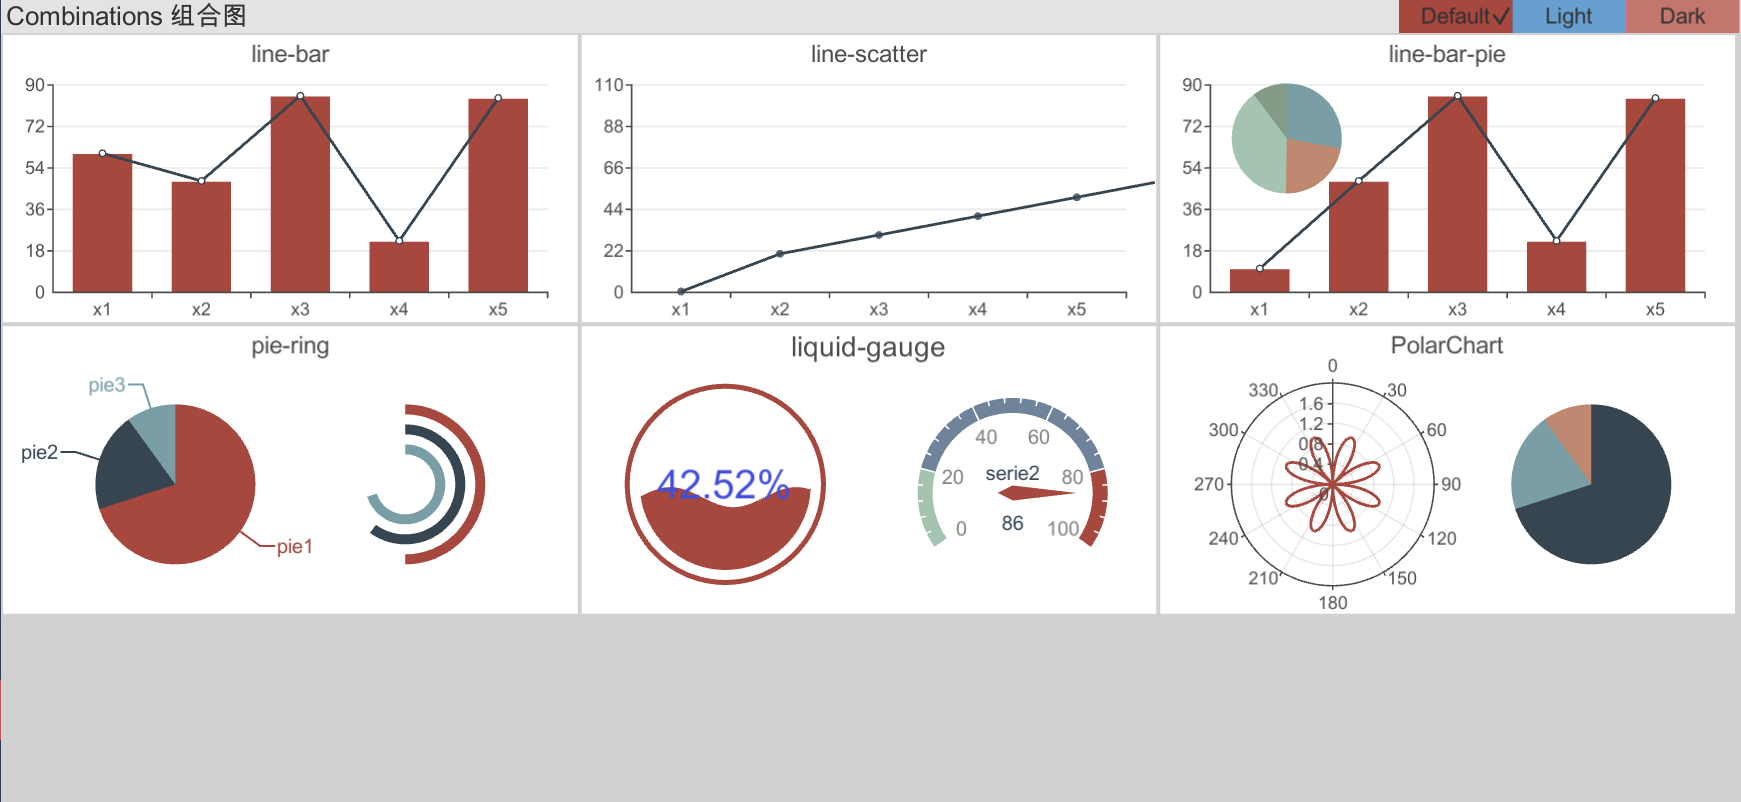 Combinations 组合图
Default✓ Light Dark
line-bar
90
72
54
36
18
0
x1 x2 x3 x4 x5
line-scatter
110
88
66
44
22
0
x1 x2 x3 x4 x5
line-bar-pie
90
72
54
36
18
0
x1 x2 x3 x4 x5
pie-ring
pie3
pie2
pie1
liquid-gauge
42.52%
40 60
20 80
0 100
serie2
86
PolarChart
0
330 30
300 60
270 90
240 120
210 150
180
1.6
1.2
0.8
0.4
0